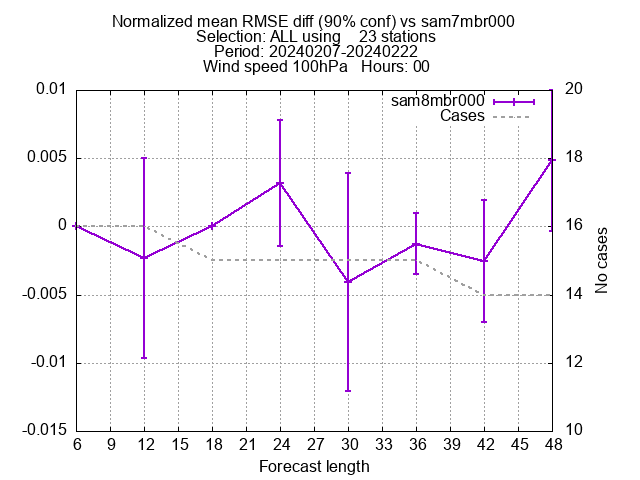 Normalized mean RMSE diff (90% conf) vs sam7mbr000
Selection: ALL using    23 stations
Period: 20240207-20240222
Wind speed 100hPa   Hours: 00
sam8mbr000
Cases
0.01
0.005
0
-0.005
-0.01
-0.015
20
18
16
14
12
10
No cases
6 9 12 15 18 21 24 27 30 33 36 39 42 45 48
Forecast length